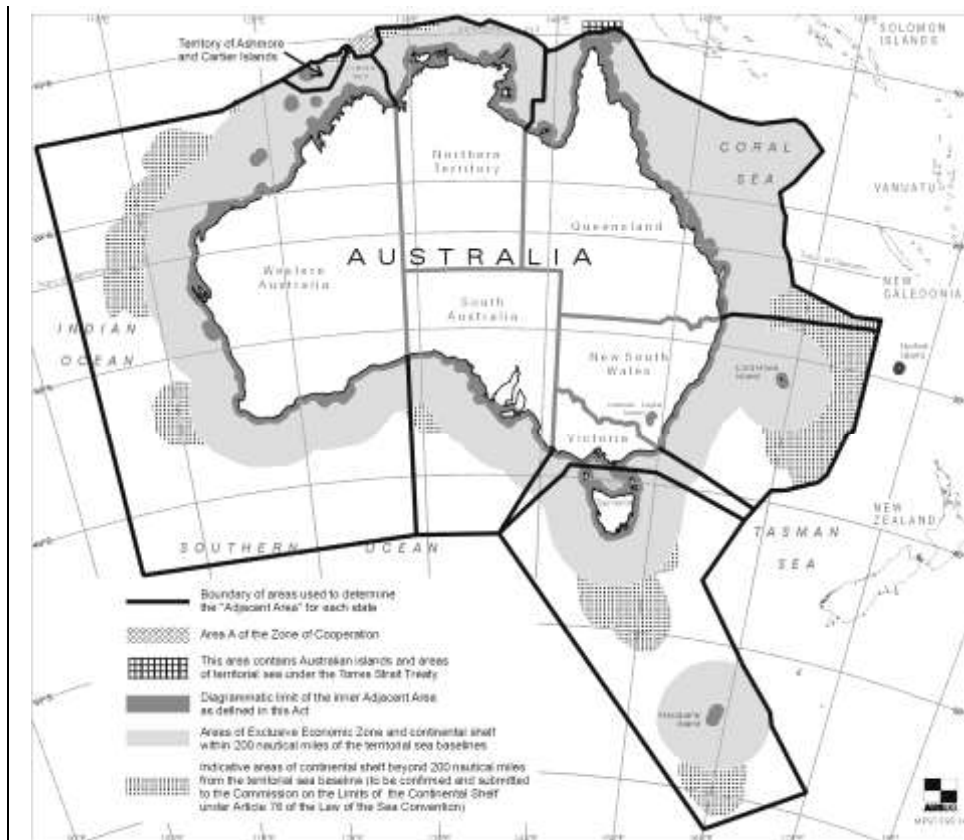 SOLOMON
ISLANDS
Territory of Ashmore
and Cartier Islands
CORAL
SEA
Northern
Territory
VANUATU
Queensland
AUSTRALIA
Western
Australia
NEW
CALEDONIA
South
Australia
INDIAN
OCEAN
New South
Wales
Lord Howe
Island
Norfolk
Island
Victoria
NEW
ZEALAND
TASMAN
SEA
SOUTHERN OCEAN
Boundary of areas used to determine
the "Adjacent Area" for each state
Area A of the Zone of Cooperation
This area contains Australian islands and areas
of territorial sea under the Torres Strait Treaty
Diagrammatic limit of the inner Adjacent Area
as defined in this Act
Macquarie
Island
Areas of Exclusive Economic Zone and continental shelf
within 200 nautical miles of the territorial sea baselines
Indicative areas of continental shelf beyond 200 nautical miles
from the territorial sea baseline (to be confirmed and submitted
to the Commission on the Limits of the Continental Shelf
under Article 76 of the Law of the Sea Convention)
AUSLIG